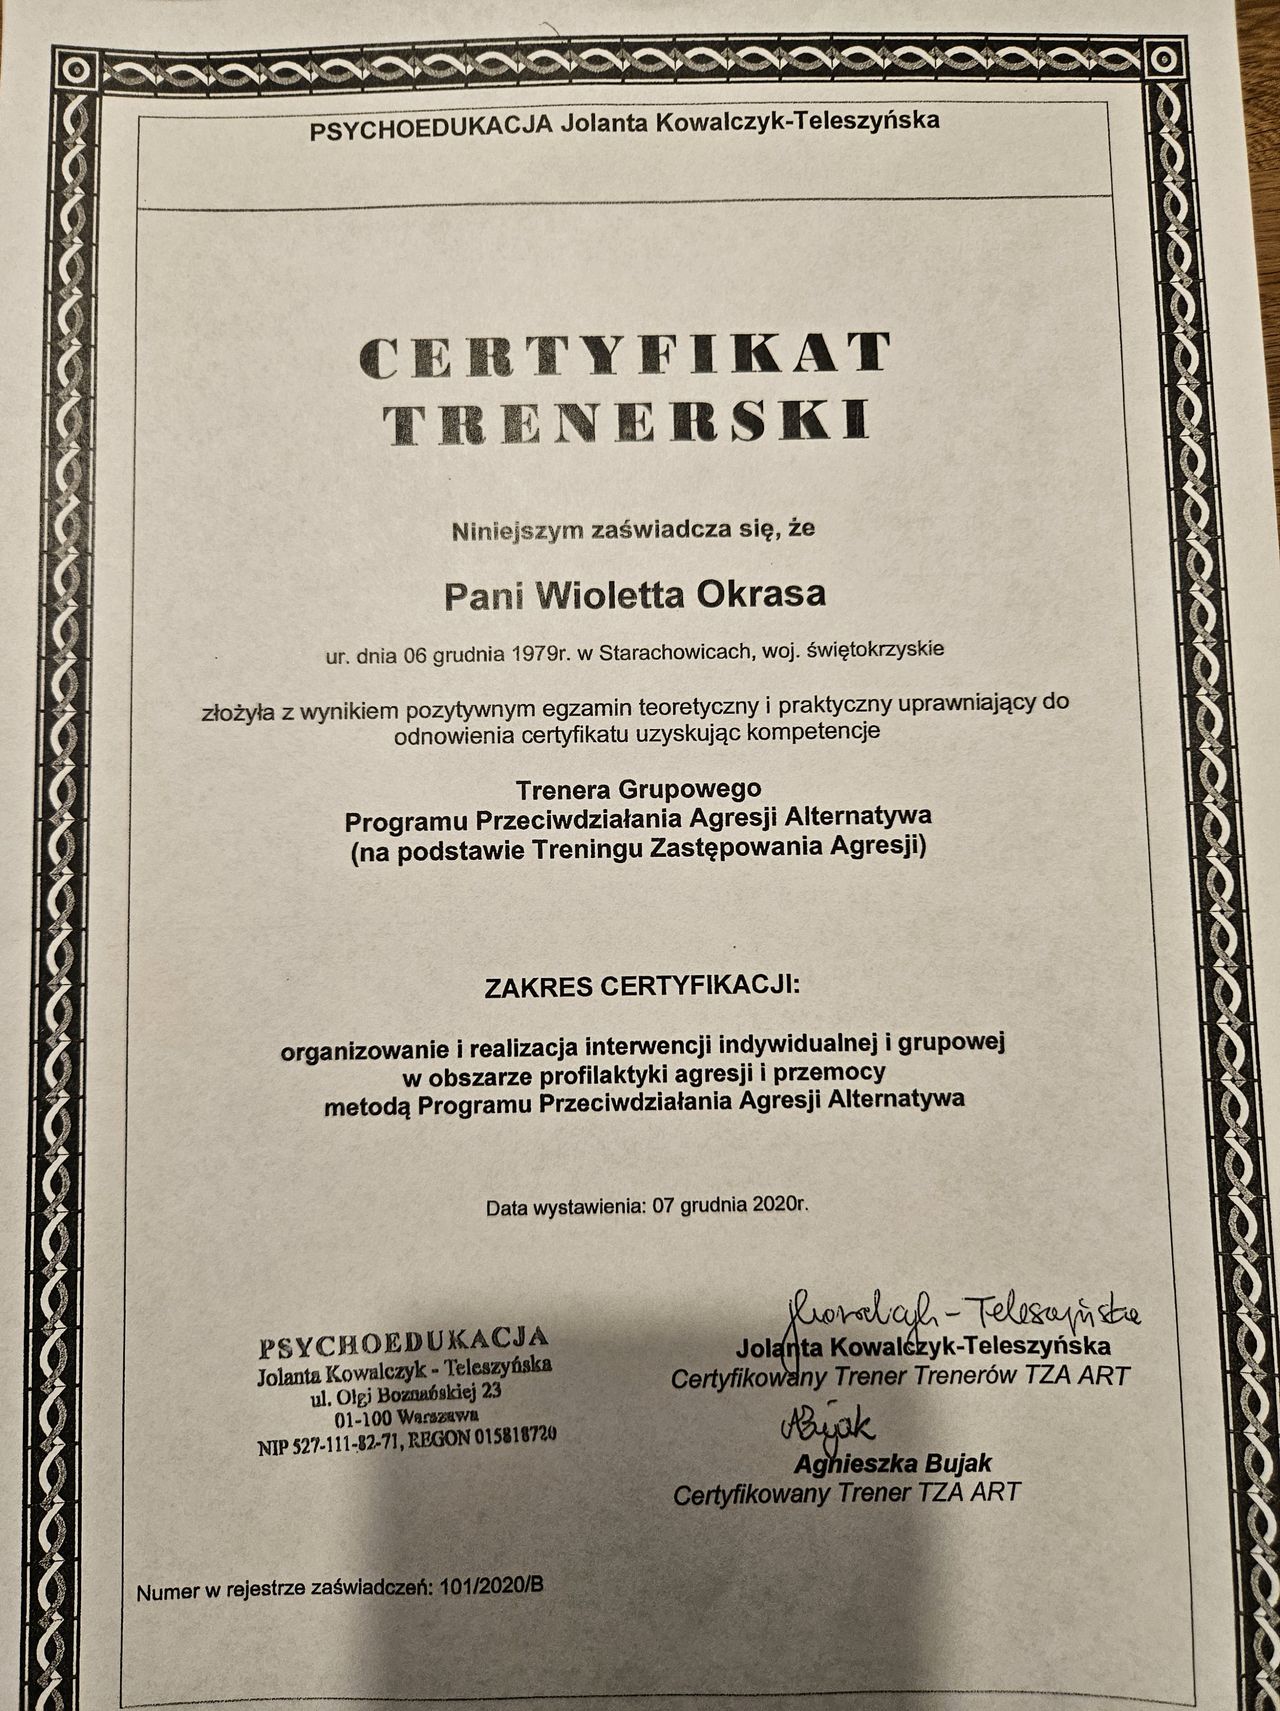 PSYCHOEDUKACJA Jolanta Kowalczyk-Teleszyńska
CERTYFIKAT
TRENERSKI
Niniejszym zaświadcza się, że
Pani Wioletta Okrasa
ur. dnia 06 grudnia 1979r. w Starachowicach, woj. świętokrzyskie
złożyła z wynikiem pozytywnym egzamin teoretyczny i praktyczny uprawniający do
odnowienia certyfikatu uzyskując kompetencje
Trenera Grupowego
Programu Przeciwdziałania Agresji Alternatywa
(na podstawie Treningu Zastępowania Agresji)
ZAKRES CERTYFIKACJI:
organizowanie i realizacja interwencji indywidualnej i grupowej
w obszarze profilaktyki agresji i przemocy
metodą Programu Przeciwdziałania Agresji Alternatywa
Data wystawienia: 07 grudnia 2020r.
PSYCHOEDUKACJA
Jolanta Kowalczyk - Teleszyńska
ul. Olgi Boznańskiej 23
01-100 Warszawa
NIP 527-111-82-71, REGON 015818720
JKowalczyk - Teleszyńska
Jolanta Kowalczyk-Teleszyńska
Certyfikowany Trener Trenerów TZA ART
ABujak
Agnieszka Bujak
Certyfikowany Trener TZA ART
Numer w rejestrze zaświadczeń: 101/2020/B